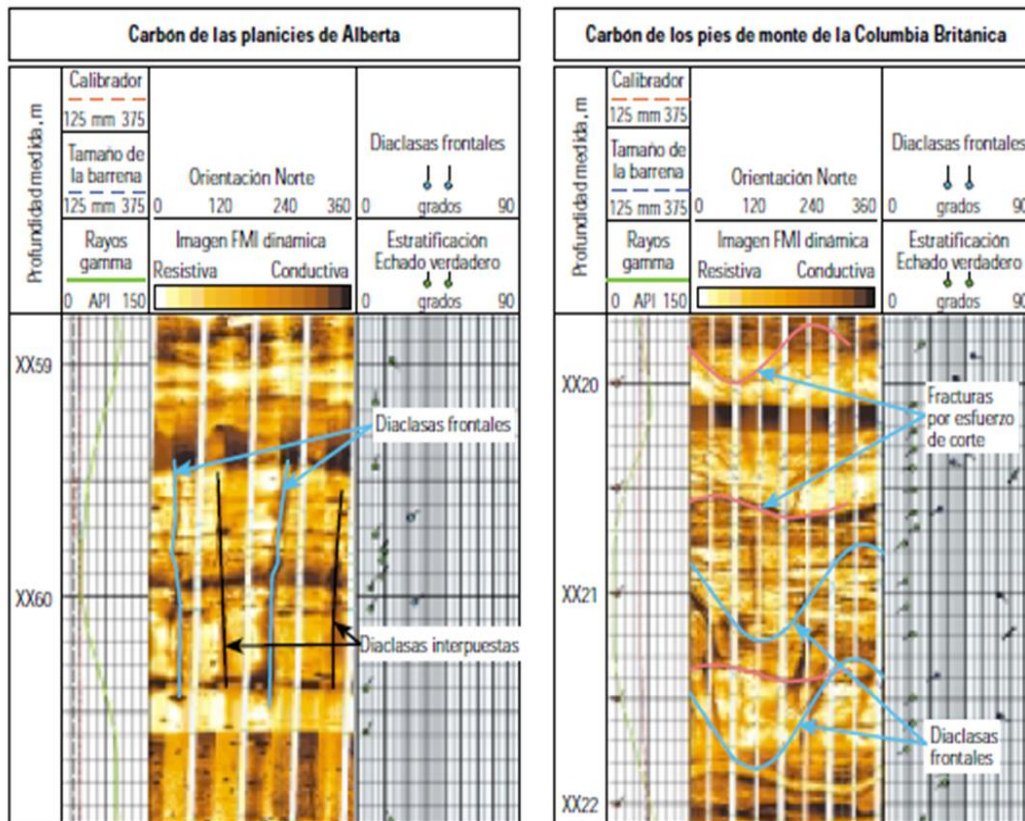 Carbón de las planicies de Alberta
Profundidad medida, m
Calibrador
125 mm 375
Tamaño de
la barrena
125 mm 375
Rayos
gamma
0 API 150
Orientación Norte
0 120 240 360
Imagen FMI dinámica
Resistiva Conductiva
Diaclasas frontales
0 grados 90
Estratificación
Echado verdadero
0 grados 90
XX59
XX60
Diaclasas frontales
Diaclasas interpuestas
Carbón de los pies de monte de la Columbia Británica
Profundidad medida, m
Calibrador
125 mm 375
Tamaño de
la barrena
125 mm 375
Rayos
gamma
0 API 150
Orientación Norte
0 120 240 360
Imagen FMI dinámica
Resistiva Conductiva
Diaclasas frontales
0 grados 90
Estratificación
Echado verdadero
0 grados 90
XX20
XX21
XX22
Fracturas
por esfuerzo
de corte
Diaclasas
frontales